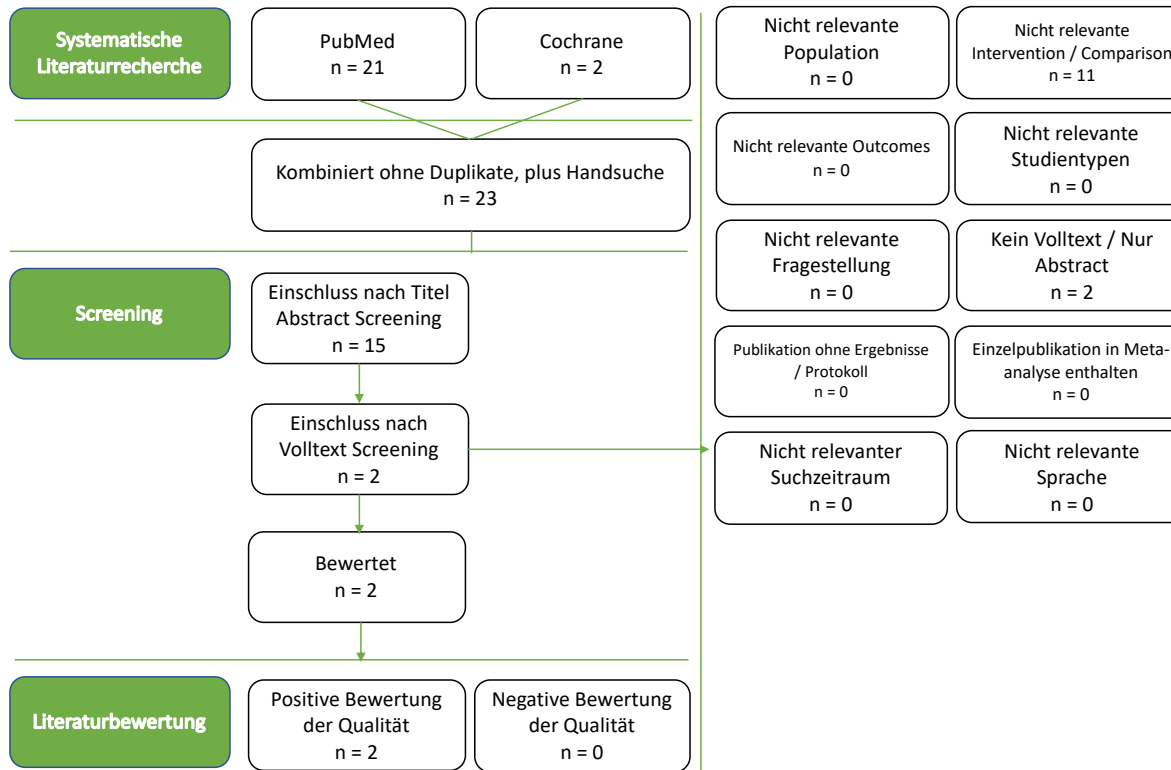 Systematische
Literaturrecherche
PubMed
n = 21
Cochrane
n = 2
Kombiniert ohne Duplikate, plus Handsuche
n = 23
Screening
Einschluss nach Titel
Abstract Screening
n = 15
Einschluss nach
Volltext Screening
n = 2
Bewertet
n = 2
Literaturbewertung
Positive Bewertung
der Qualität
n = 2
Negative Bewertung
der Qualität
n = 0
Nicht relevante
Population
n = 0
Nicht relevante
Intervention / Comparison
n = 11
Nicht relevante Outcomes
n = 0
Nicht relevante
Studientypen
n = 0
Nicht relevante
Fragestellung
n = 0
Kein Volltext / Nur
Abstract
n = 2
Publikation ohne Ergebnisse
/ Protokoll
n = 0
Einzelpublikation in Meta-
analyse enthalten
n = 0
Nicht relevanter
Suchzeitraum
n = 0
Nicht relevante
Sprache
n = 0